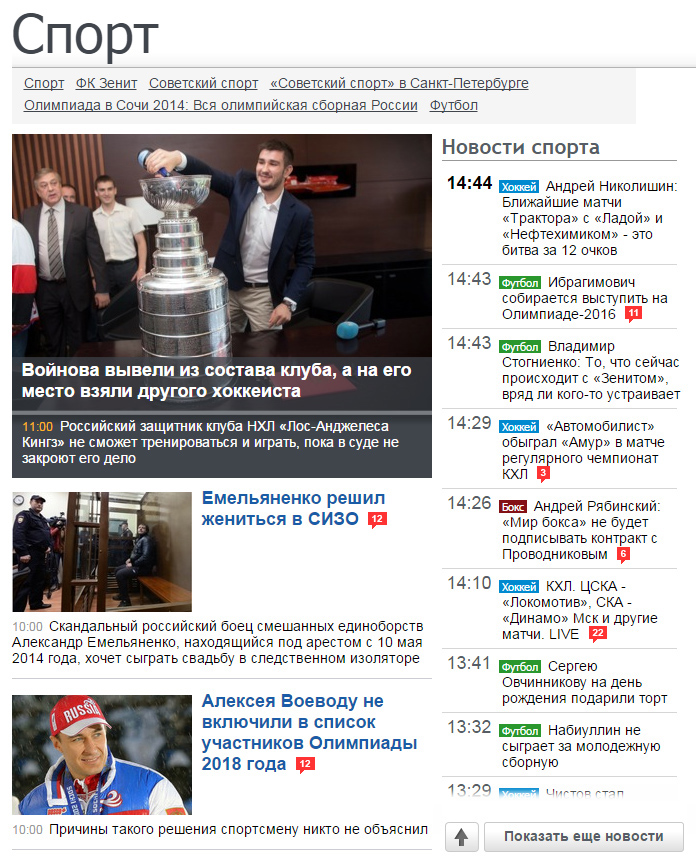 Спорт
Спорт ФК Зенит Советский спорт «Советский спорт» в Санкт-Петербурге
Олимпиада в Сочи 2014: Вся олимпийская сборная России Футбол
Войнова вывели из состава клуба, а на его
место взяли другого хоккеиста
11:00 Российский защитник клуба НХЛ «Лос-Анджелеса
Кингз» не сможет тренироваться и играть, пока в суде не
закроют его дело
Емельяненко решил
жениться в СИЗО 12
10:00 Скандальный российский боец смешанных единоборств
Александр Емельяненко, находящийся под арестом с 10 мая
2014 года, хочет сыграть свадьбу в следственном изоляторе
RUSSIA
Алексея Воеводу не
включили в список
участников Олимпиады
2018 года 12
10:00 Причины такого решения спортсмену никто не объяснил
Новости спорта
14:44 Хоккей Андрей Николишин:
Ближайшие матчи
«Трактора» с «Ладой» и
«Нефтехимиком» - это
битва за 12 очков
14:43 Футбол Ибрагимович
собирается выступить на
Олимпиаде-2016 11
14:43 Футбол Владимир
Стогниенко: То, что сейчас
происходит с «Зенитом»,
вряд ли кого-то устраивает
14:29 Хоккей «Автомобилист»
обыграл «Амур» в матче
регулярного чемпионат
КХЛ 3
14:26 Бокс Андрей Рябинский:
«Мир бокса» не будет
подписывать контракт с
Проводниковым 6
14:10 Хоккей КХЛ. ЦСКА -
«Локомотив», СКА -
«Динамо» Мск и другие
матчи. LIVE 22
13:41 Футбол Сергею
Овчинникову на день
рождения подарили торт
13:32 Футбол Набиуллин не
сыграет за молодежную
сборную
13:29 Хоккей Чистов стал
Показать еще новости